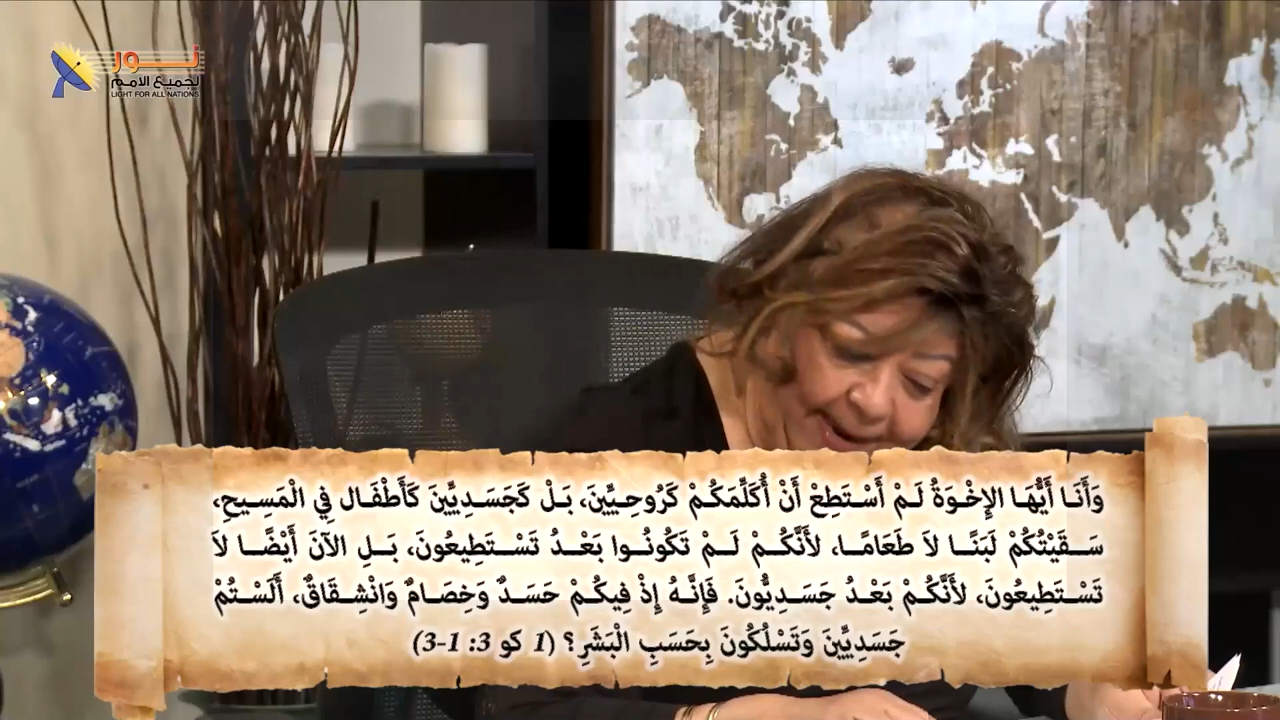 نور
لجميع الامم
LIGHT FOR ALL NATIONS
وَأَنَا أَيُّهَا الإِخْوَةُ لَمْ أَسْتَطِعْ أَنْ أُكَلِّمَكُمْ كَرُوحِيِّينَ، بَلْ كَجَسَدِيِّينَ كَأَطْفَال فِي الْمَسِيحِ،
سَقَيْتُكُمْ لَبَنًا لاَ طَعَامًا، لأَنَّكُمْ لَمْ تَكُونُوا بَعْدُ تَسْتَطِيعُونَ، بَلِ الآنَ أَيْضًا لاَ
تَسْتَطِيعُونَ، لأَنَّكُمْ بَعْدُ جَسَدِيُّونَ. فَإِنَّهُ إِذْ فِيكُمْ حَسَدٌ وَخِصَامٌ وَانْشِقَاقٌ، أَلَسْتُمْ
جَسَدِيِّينَ وَتَسْلُكُونَ بِحَسَبِ الْبَشَرِ؟ (1 كو 3: 1-3)